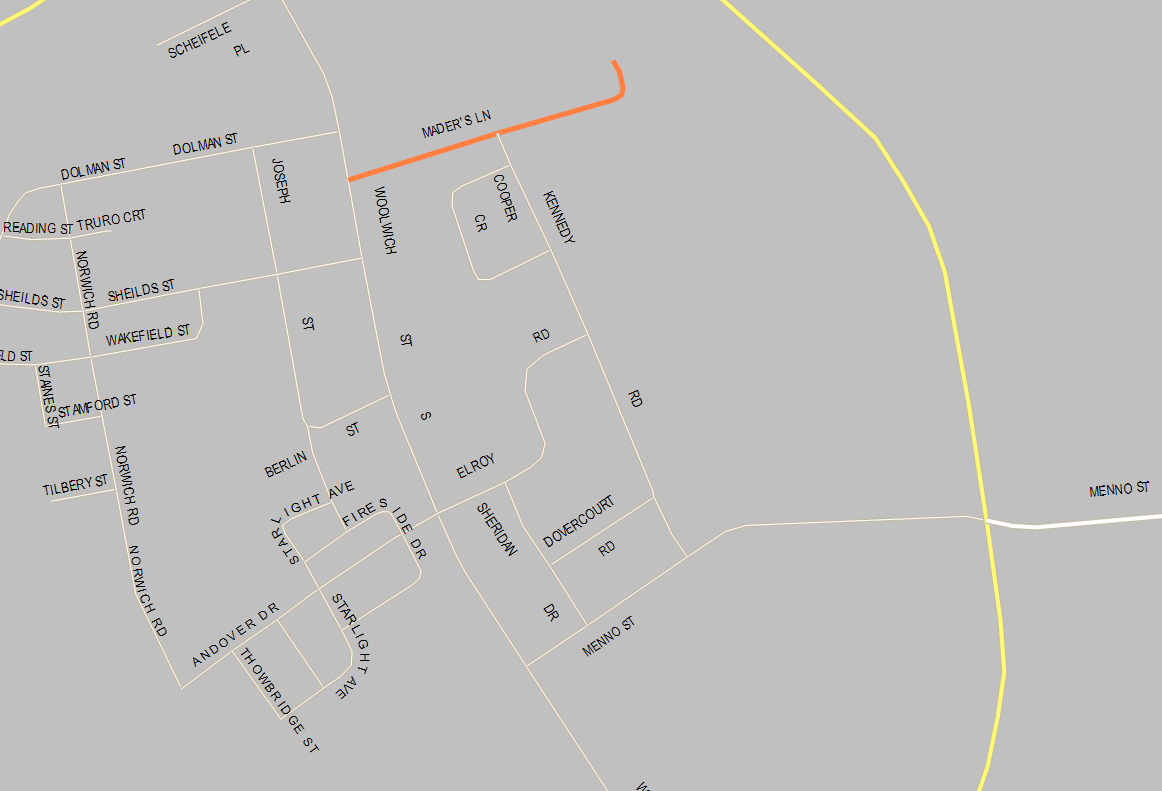 SCHEIFELE
PL
MADER'S LN
DOLMAN ST
DOLMAN ST
JOSEPH
COOPER
CR
KENNEDY
WOOLWICH
READING ST
TRURO CRT
NORWICH RD
SHEILDS ST
SHEILDS ST
ST
ST
RD
WAKEFIELD ST
LD ST
STAINES ST
STAMFORD ST
RD
S
ST
BERLIN
ELROY
NORWICH RD
TILBERY ST
STARLIGHT AVE
FIRESIDE DR
MENNO ST
SHERIDAN
DOVERCOURT
RD
NORWICH RD
ANDOVER DR
STARLIGHT AVE
DR
MENNO ST
THOWBRIDGE ST